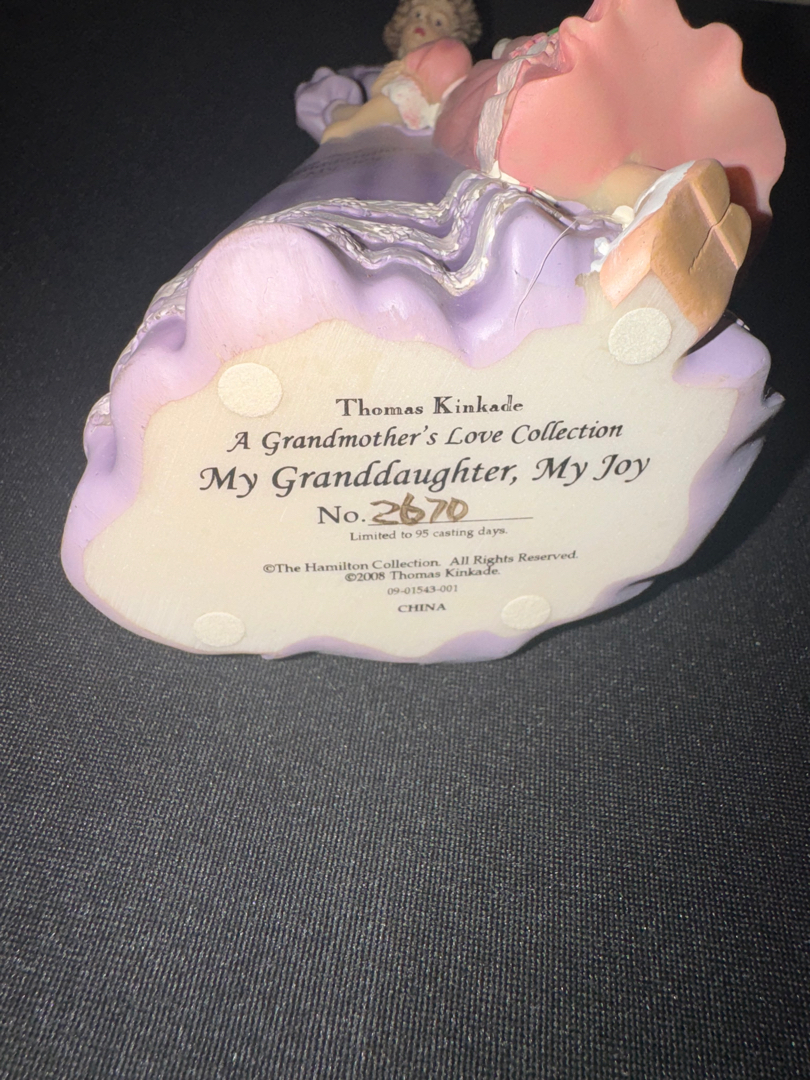 Thomas Kinkade
A Grandmother's Love Collection
My Granddaughter, My Joy
No. 2670
Limited to 95 casting days.
©The Hamilton Collection. All Rights Reserved.
©2008 Thomas Kinkade.
09-01543-001
CHINA